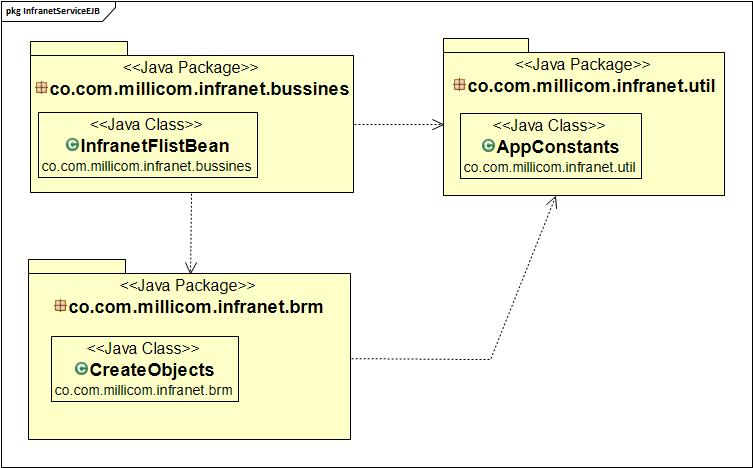 pkg InfranetServiceEJB
<<Java Package>>
co.com.millicom.infranet.bussines
<<Java Class>>
InfranetFlistBean
co.com.millicom.infranet.bussines
<<Java Package>>
co.com.millicom.infranet.util
<<Java Class>>
AppConstants
co.com.millicom.infranet.util
<<Java Package>>
co.com.millicom.infranet.brm
<<Java Class>>
CreateObjects
co.com.millicom.infranet.brm